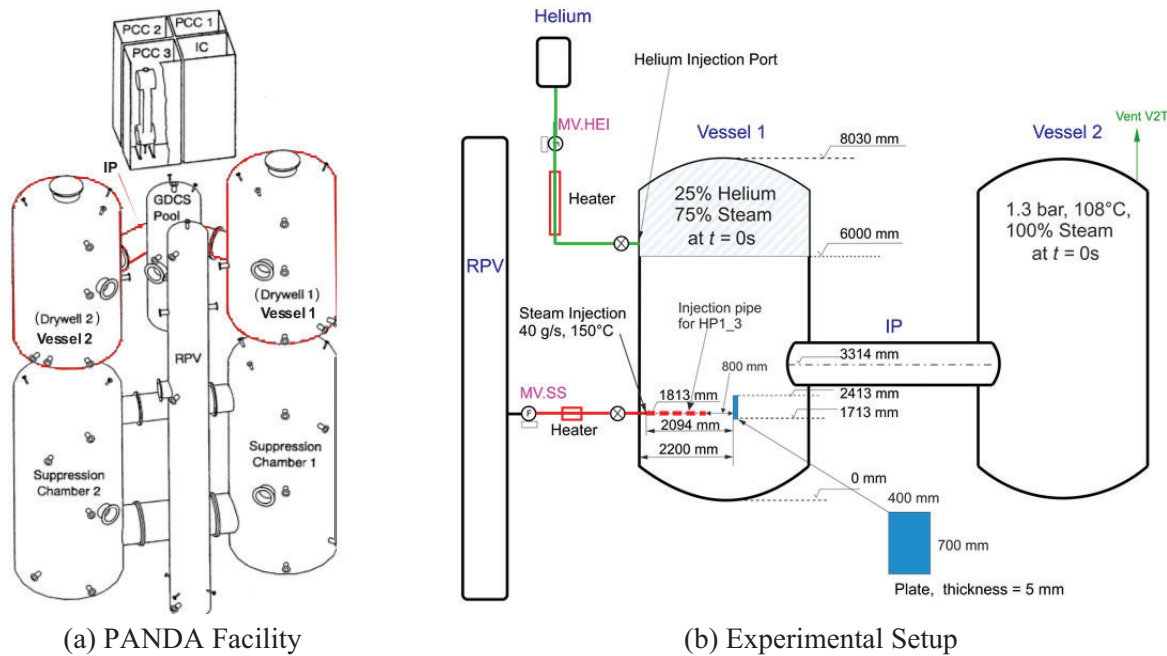 PCC 2
PCC 1
PCC 3
IC
IP
GDCS
Pool
(Drywell 1)
Vessel 1
(Drywell 2)
Vessel 2
RPV
Suppression
Chamber 1
Suppression
Chamber 2
(a) PANDA Facility
Helium
Helium Injection Port
MV.HEI
Vessel 1
Vessel 2
Vent V2T
8030 mm
Heater
25% Helium
75% Steam
at t = 0s
1.3 bar, 108°C,
100% Steam
at t = 0s
6000 mm
RPV
Steam Injection
40 g/s, 150°C
Injection pipe
for HP1_3
IP
3314 mm
800 mm
MV.SS
1813 mm
2413 mm
F
1713 mm
Heater
2094 mm
2200 mm
0 mm
400 mm
700 mm
Plate, thickness = 5 mm
(b) Experimental Setup